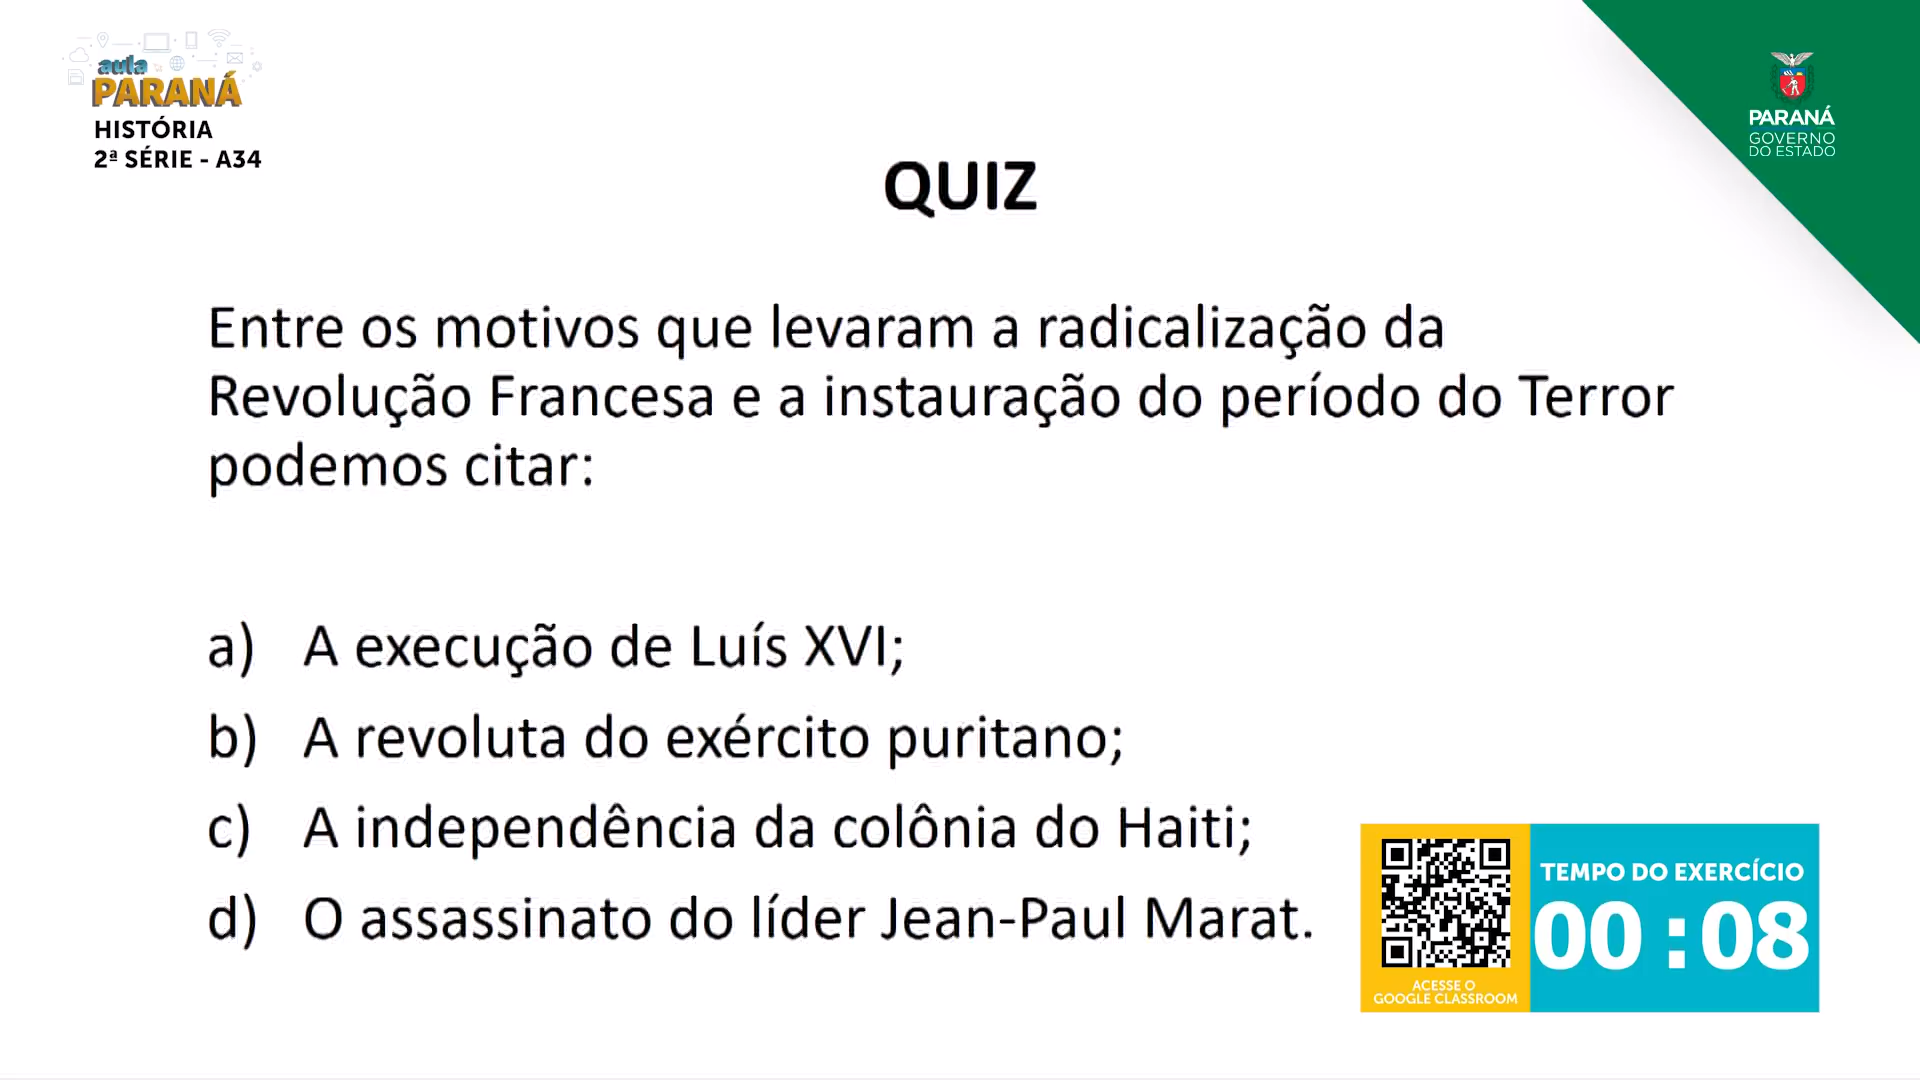 aula
PARANÁ
HISTÓRIA
2ª SÉRIE - A34
PARANÁ
GOVERNO
DO ESTADO
QUIZ
Entre os motivos que levaram a radicalização da
Revolução Francesa e a instauração do período do Terror
podemos citar:
a) A execução de Luís XVI;
b) A revoluta do exército puritano;
c) A independência da colônia do Haiti;
d) O assassinato do líder Jean-Paul Marat.
ACESSE O
GOOGLE CLASSROOM
TEMPO DO EXERCÍCIO
00 : 08